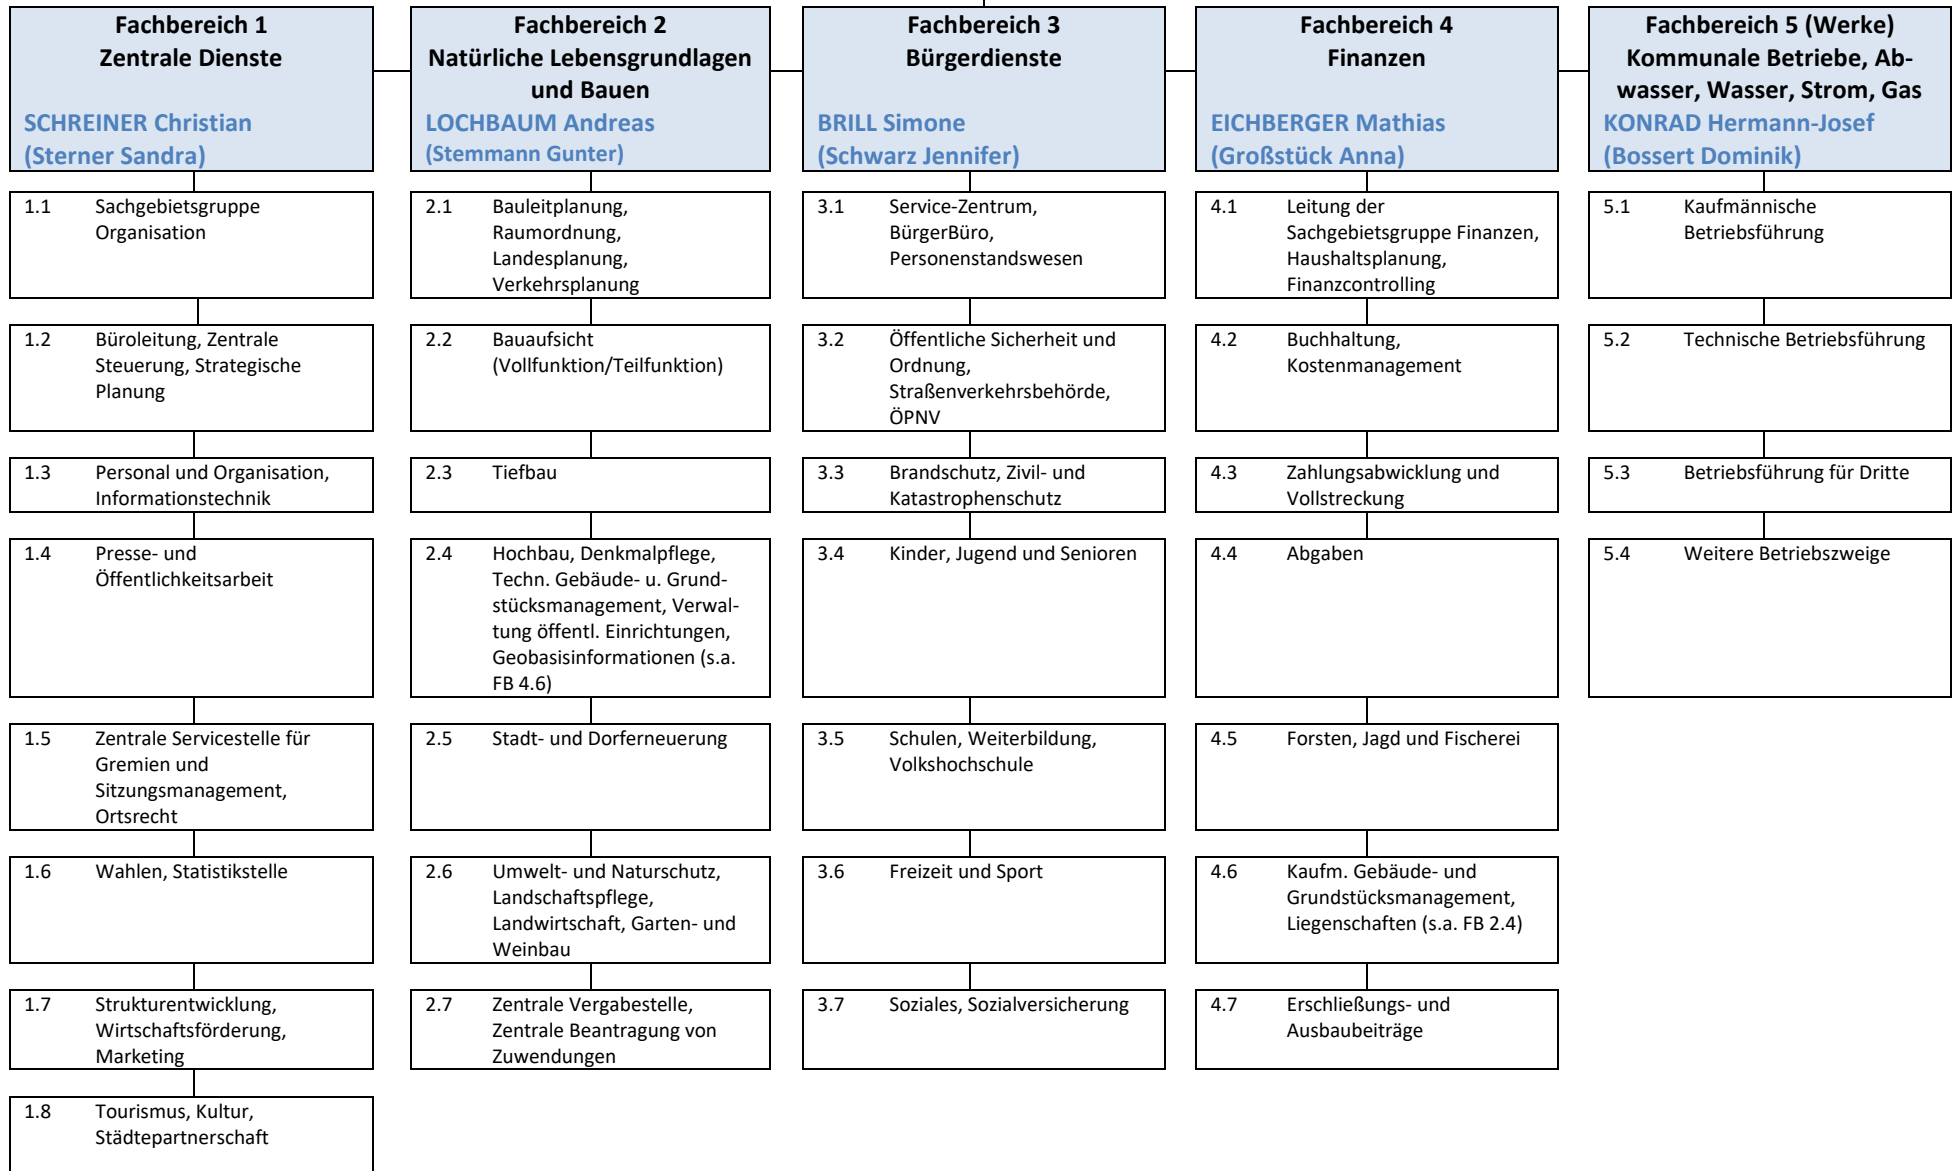 Fachbereich 1
Zentrale Dienste
SCHREINER Christian
(Sterner Sandra)
1.1 Sachgebietsgruppe
Organisation
1.2 Büroleitung, Zentrale
Steuerung, Strategische
Planung
1.3 Personal und Organisation,
Informationstechnik
1.4 Presse- und
Öffentlichkeitsarbeit
1.5 Zentrale Servicestelle für
Gremien und
Sitzungsmanagement,
Ortsrecht
1.6 Wahlen, Statistikstelle
1.7 Strukturentwicklung,
Wirtschaftsförderung,
Marketing
1.8 Tourismus, Kultur,
Städtepartnerschaft
Fachbereich 2
Natürliche Lebensgrundlagen
und Bauen
LOCHBAUM Andreas
(Stemmann Gunter)
2.1 Bauleitplanung,
Raumordnung,
Landesplanung,
Verkehrsplanung
2.2 Bauaufsicht
(Vollfunktion/Teilfunktion)
2.3 Tiefbau
2.4 Hochbau, Denkmalpflege,
Techn. Gebäude- u. Grund-
stücksmanagement, Verwal-
tung öffentl. Einrichtungen,
Geobasisinformationen (s.a.
FB 4.6)
2.5 Stadt- und Dorferneuerung
2.6 Umwelt- und Naturschutz,
Landschaftspflege,
Landwirtschaft, Garten- und
Weinbau
2.7 Zentrale Vergabestelle,
Zentrale Beantragung von
Zuwendungen
Fachbereich 3
Bürgerdienste
BRILL Simone
(Schwarz Jennifer)
3.1 Service-Zentrum,
BürgerBüro,
Personenstandswesen
3.2 Öffentliche Sicherheit und
Ordnung,
Straßenverkehrsbehörde,
ÖPNV
3.3 Brandschutz, Zivil- und
Katastrophenschutz
3.4 Kinder, Jugend und Senioren
3.5 Schulen, Weiterbildung,
Volkshochschule
3.6 Freizeit und Sport
3.7 Soziales, Sozialversicherung
Fachbereich 4
Finanzen
EICHBERGER Mathias
(Großstück Anna)
4.1 Leitung der
Sachgebietsgruppe Finanzen,
Haushaltsplanung,
Finanzcontrolling
4.2 Buchhaltung,
Kostenmanagement
4.3 Zahlungsabwicklung und
Vollstreckung
4.4 Abgaben
4.5 Forsten, Jagd und Fischerei
4.6 Kaufm. Gebäude- und
Grundstücksmanagement,
Liegenschaften (s.a. FB 2.4)
4.7 Erschließungs- und
Ausbaubeiträge
Fachbereich 5 (Werke)
Kommunale Betriebe, Ab-
wasser, Wasser, Strom, Gas
KONRAD Hermann-Josef
(Bossert Dominik)
5.1 Kaufmännische
Betriebsführung
5.2 Technische Betriebsführung
5.3 Betriebsführung für Dritte
5.4 Weitere Betriebszweige